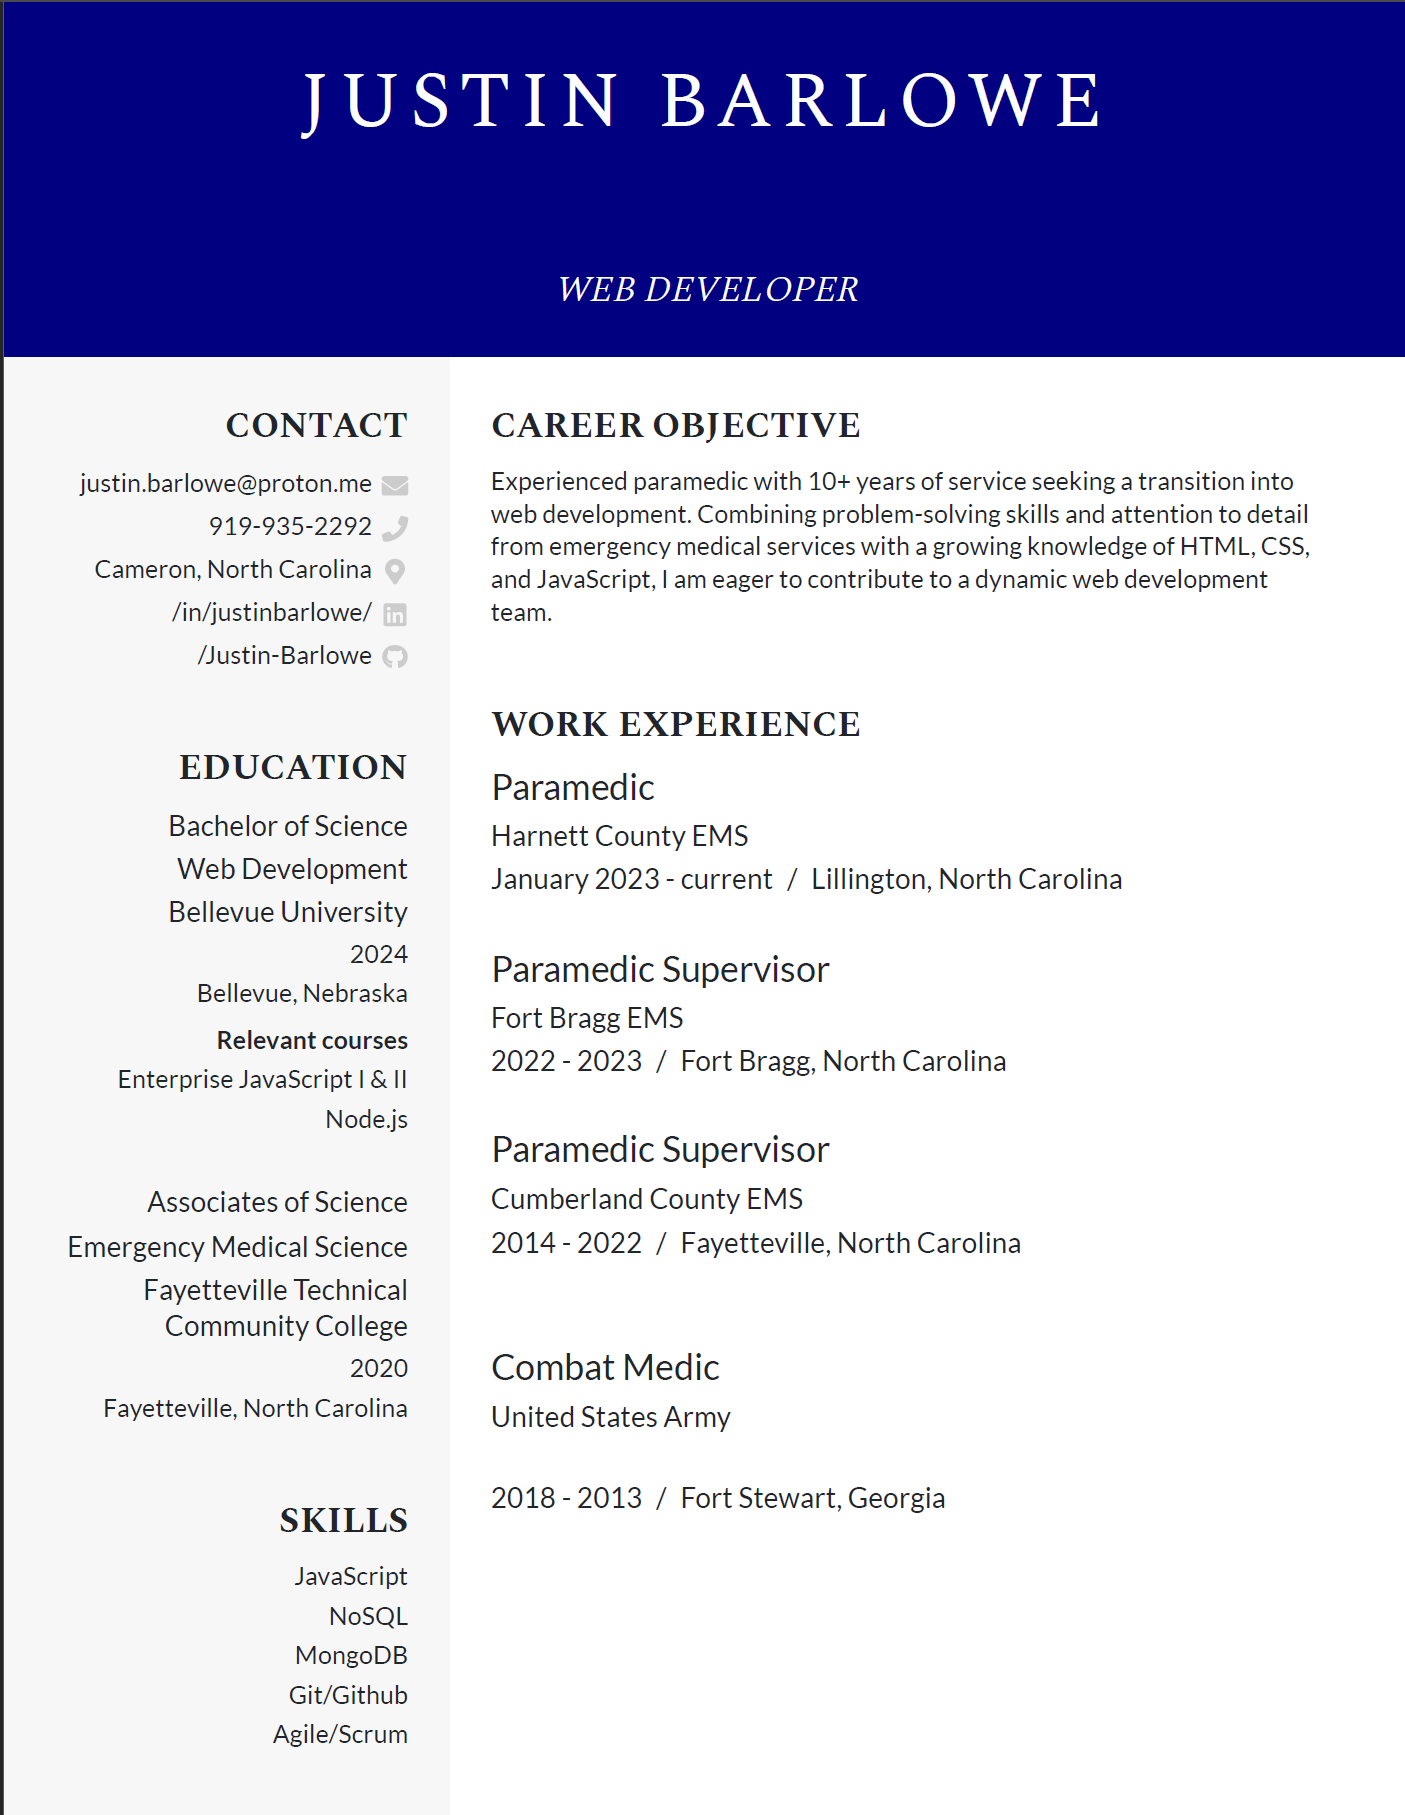 JUSTIN BARLOWE
WEB DEVELOPER
CONTACT
justin.barlowe@proton.me
919-935-2292
Cameron, North Carolina
/in/justinbarlowe/
/Justin-Barlowe
EDUCATION
Bachelor of Science
Web Development
Bellevue University
2024
Bellevue, Nebraska
Relevant courses
Enterprise JavaScript I & II
Node.js
Associates of Science
Emergency Medical Science
Fayetteville Technical
Community College
2020
Fayetteville, North Carolina
SKILLS
JavaScript
NoSQL
MongoDB
Git/Github
Agile/Scrum
CAREER OBJECTIVE
Experienced paramedic with 10+ years of service seeking a transition into
web development. Combining problem-solving skills and attention to detail
from emergency medical services with a growing knowledge of HTML, CSS,
and JavaScript, I am eager to contribute to a dynamic web development
team.
WORK EXPERIENCE
Paramedic
Harnett County EMS
January 2023 - current / Lillington, North Carolina
Paramedic Supervisor
Fort Bragg EMS
2022 - 2023 / Fort Bragg, North Carolina
Paramedic Supervisor
Cumberland County EMS
2014 - 2022 / Fayetteville, North Carolina
Combat Medic
United States Army
2018 - 2013 / Fort Stewart, Georgia